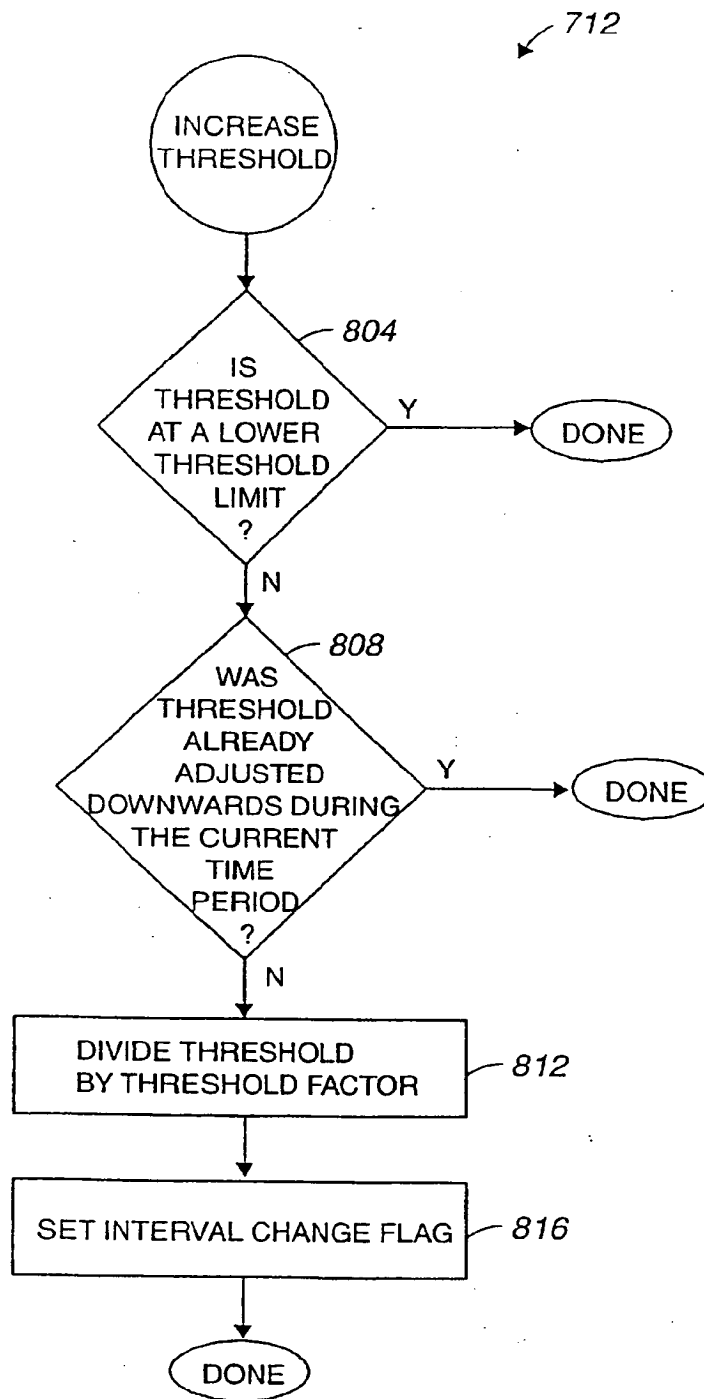 712
INCREASE
THRESHOLD
804
IS
THRESHOLD
AT A LOWER
THRESHOLD
LIMIT
?
Y
DONE
N
808
WAS
THRESHOLD
ALREADY
ADJUSTED
DOWNWARDS DURING
THE CURRENT
TIME
PERIOD
?
Y
DONE
N
DIVIDE THRESHOLD
BY THRESHOLD FACTOR
812
SET INTERVAL CHANGE FLAG
816
DONE